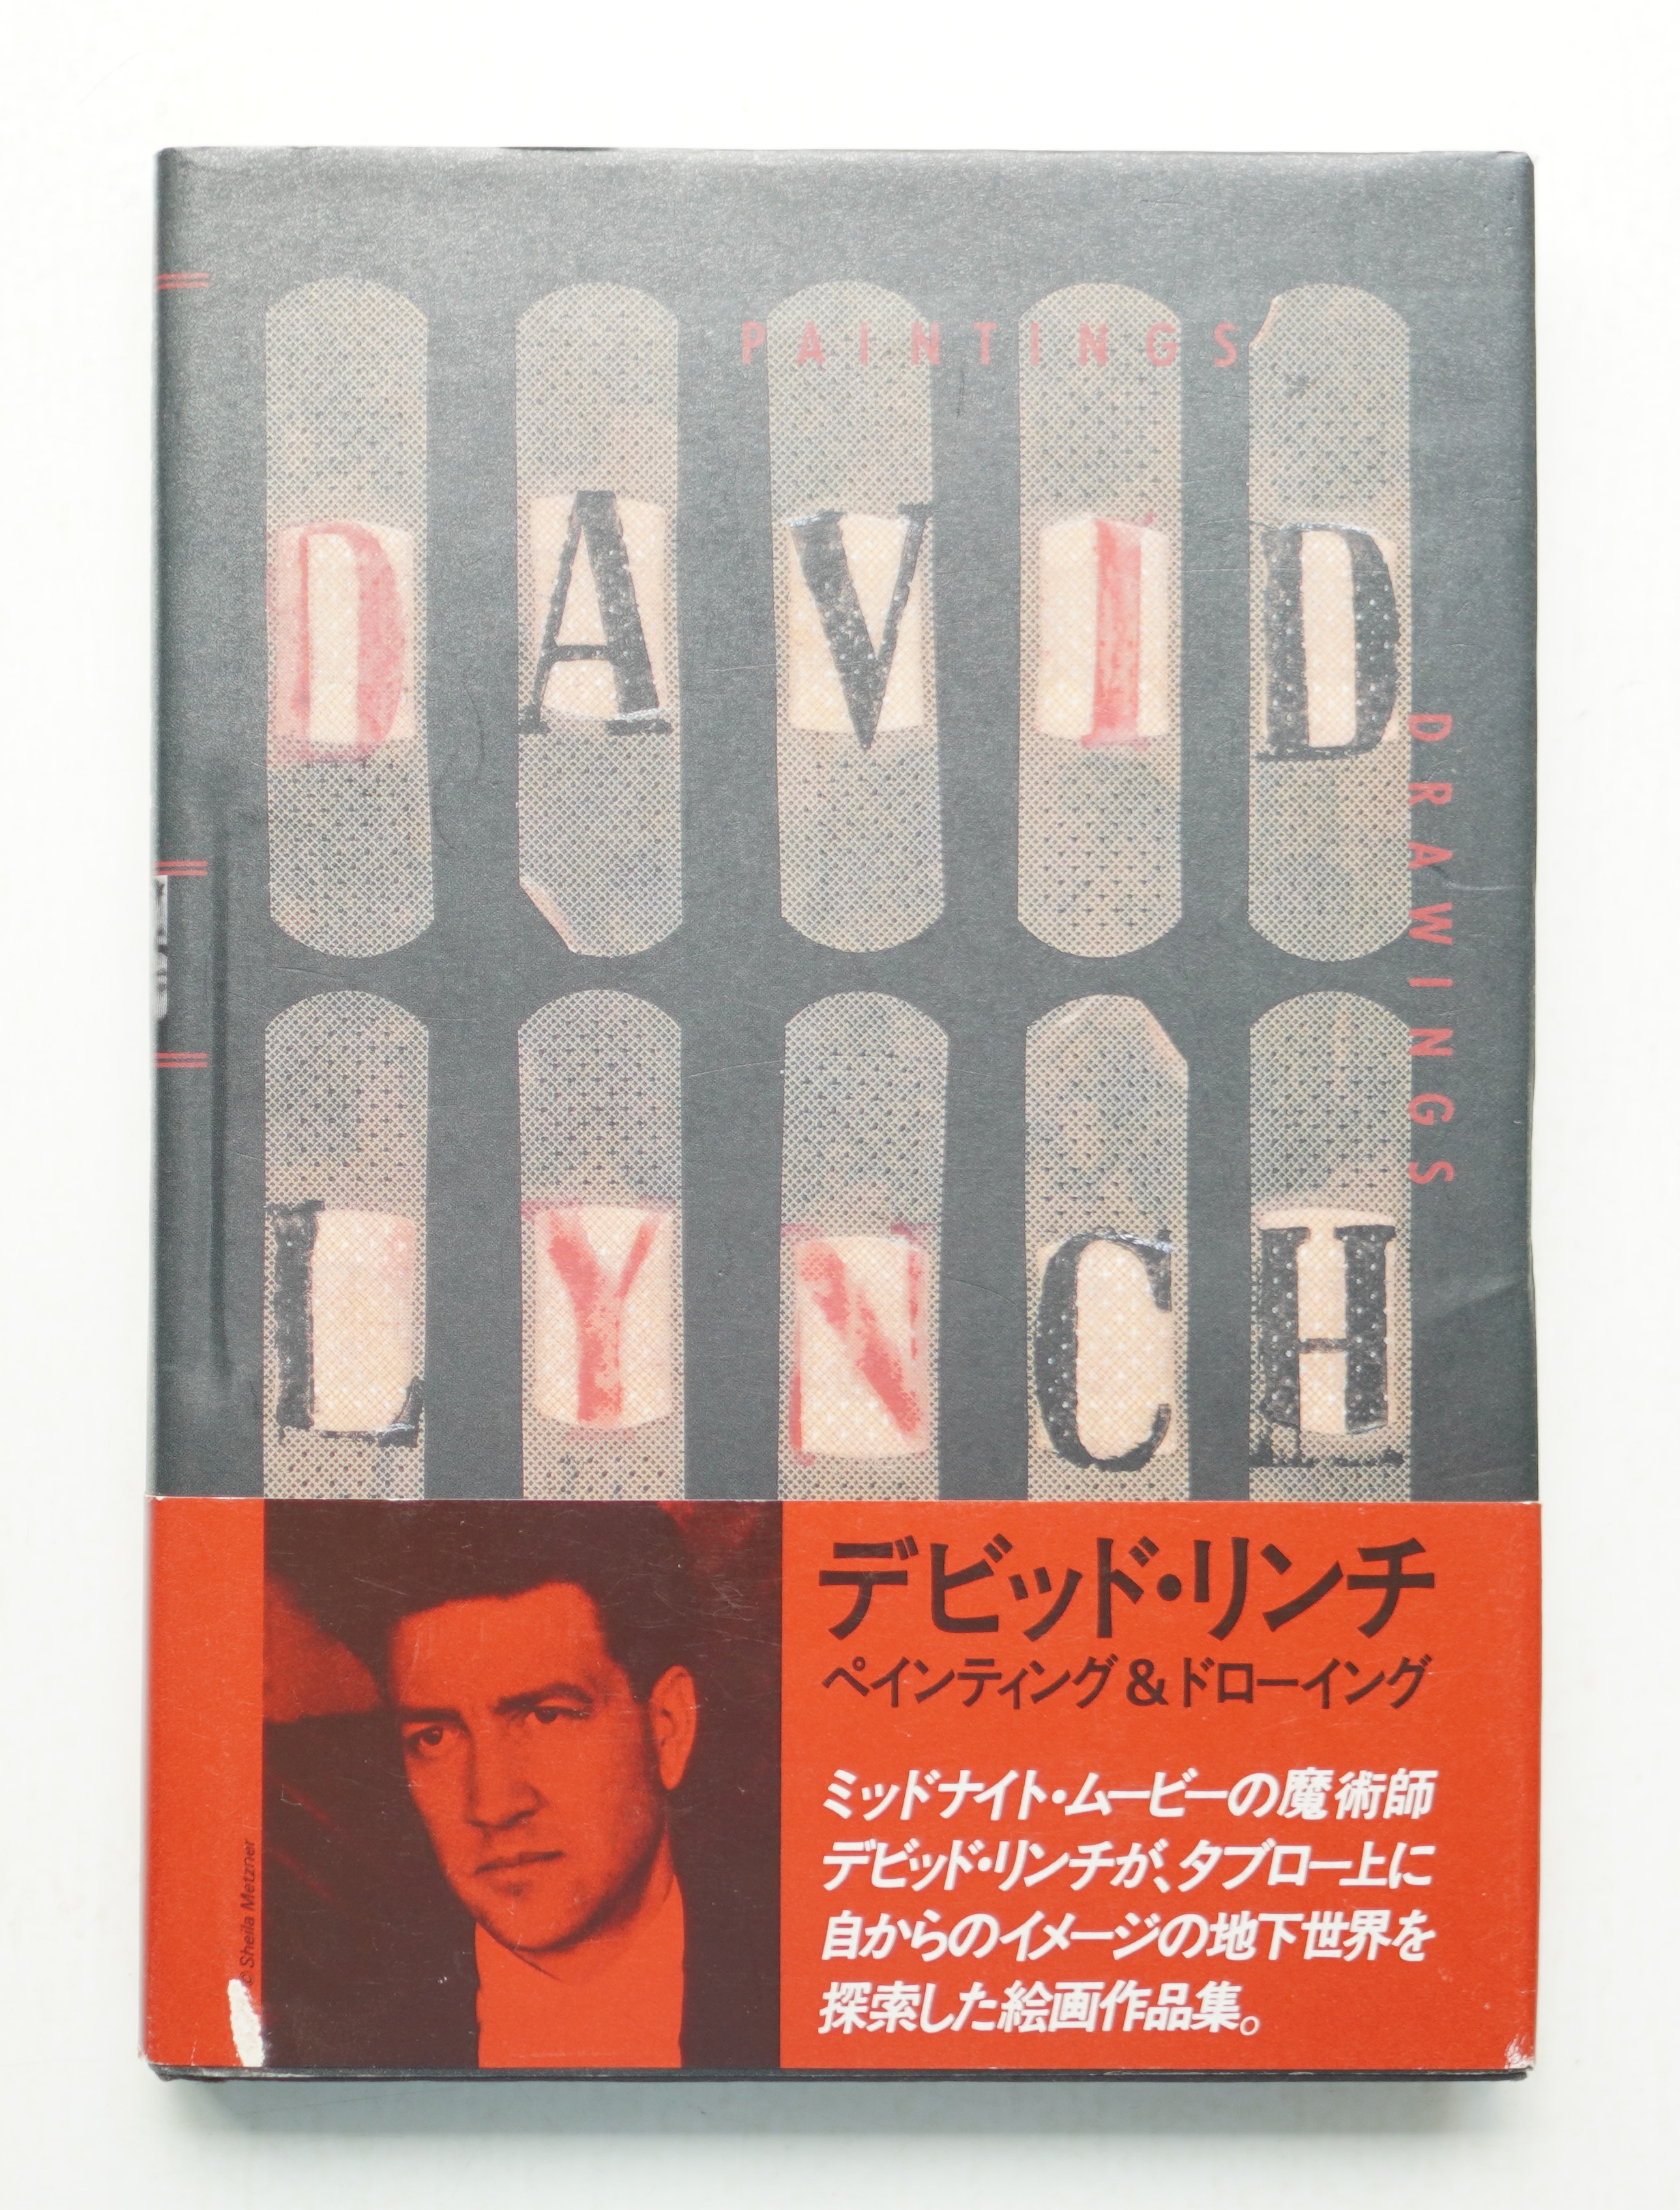 PAINTINGS
DAVID
DRAWINGS
LYNCH
デビッド・リンチ
ペインティング&ドローイング
ミッドナイト・ムービーの魔術師
デビッド・リンチが、タブロー上に
自からのイメージの地下世界を
探索した絵画作品集。
© Sheila Metzner